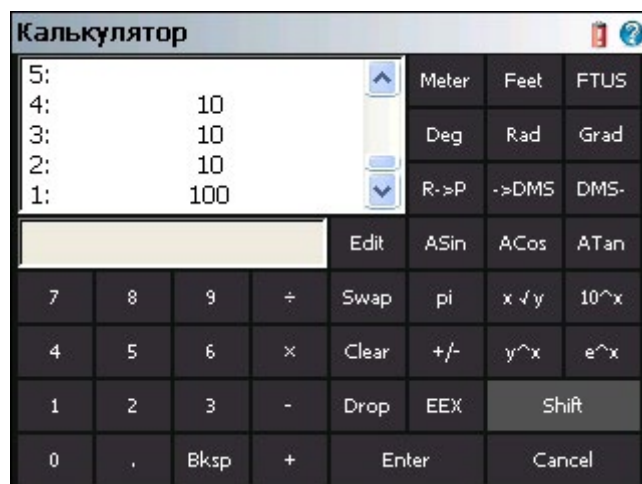 Калькулятор
5:
4: 10
3: 10
2: 10
1: 100
Meter Feet FTUS
Deg Rad Grad
R->P ->DMS DMS-
Edit ASin ACos ATan
7 8 9 ÷ Swap pi x√y 10^x
4 5 6 × Clear +/- y^x e^x
1 2 3 - Drop EEX Shift
0 . Bksp + Enter Cancel